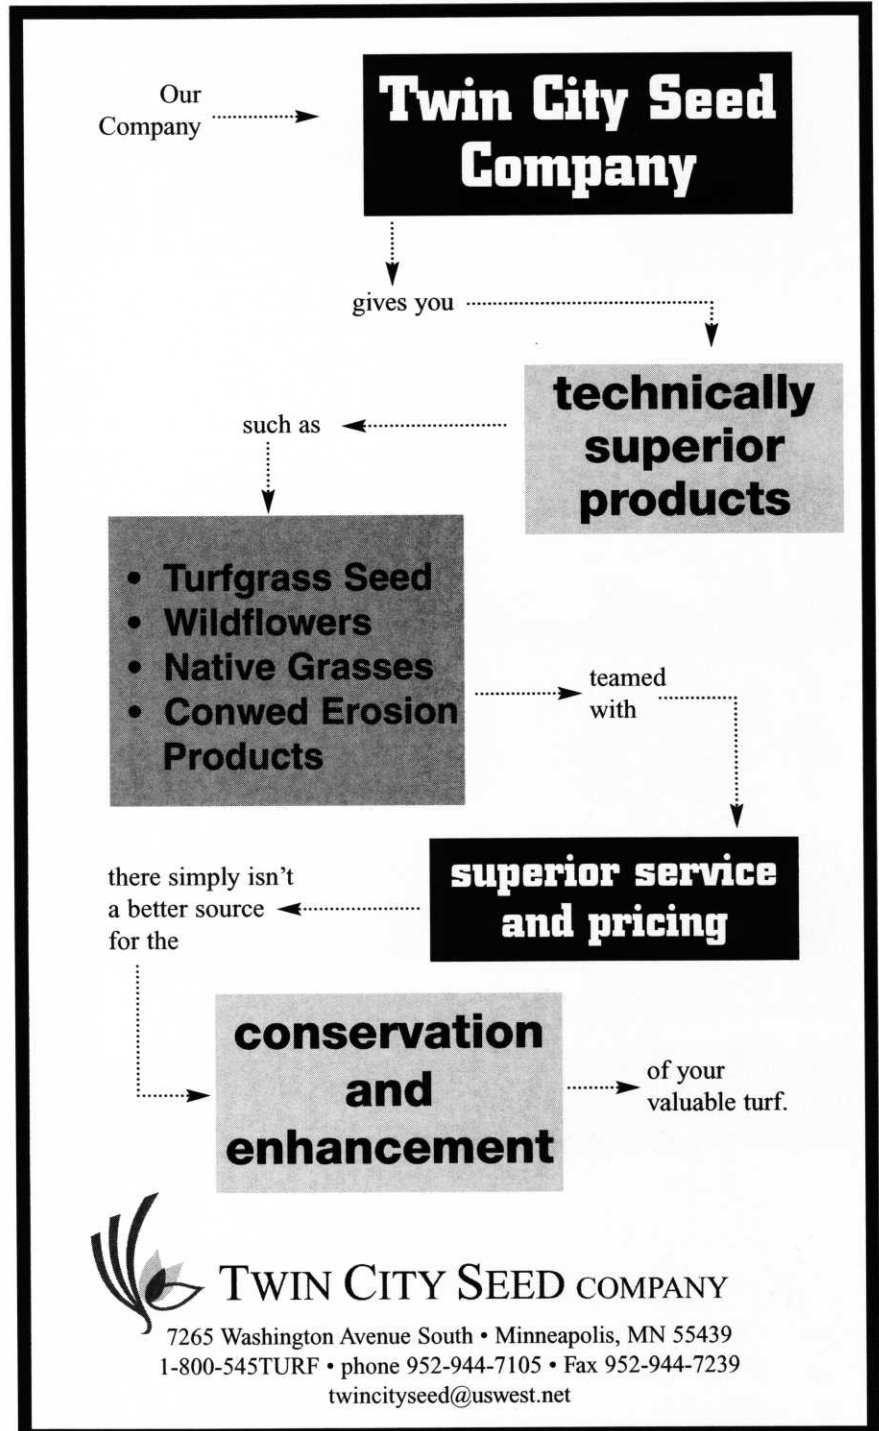 Our
Company
Twin City Seed
Company
gives you
technically
superior
products
such as
• Turfgrass Seed
• Wildflowers
• Native Grasses
• Conwed Erosion
Products
teamed
with
superior service
and pricing
there simply isn't
a better source
for the
conservation
and
enhancement
of your
valuable turf.
TWIN CITY SEED COMPANY
7265 Washington Avenue South • Minneapolis, MN 55439
1-800-545TURF • phone 952-944-7105 • Fax 952-944-7239
twincityseed@uswest.net